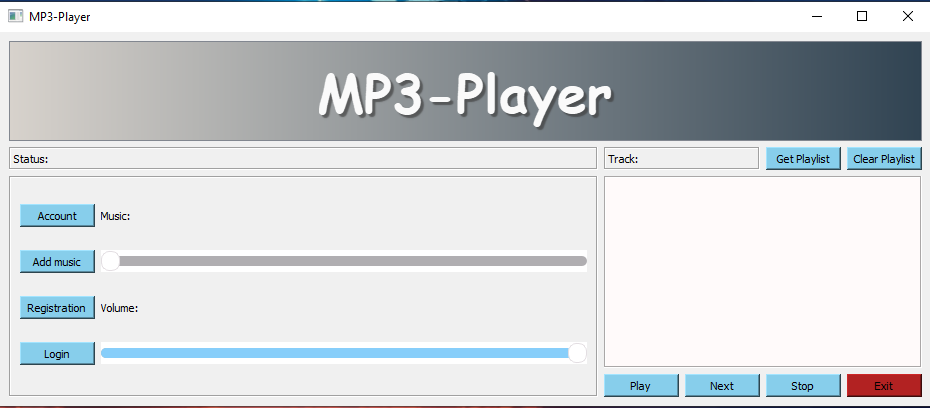 MP3-Player
MP3-Player
Status:
Track:
Get Playlist
Clear Playlist
Account
Music:
Add music
Registration
Volume:
Login
Play
Next
Stop
Exit